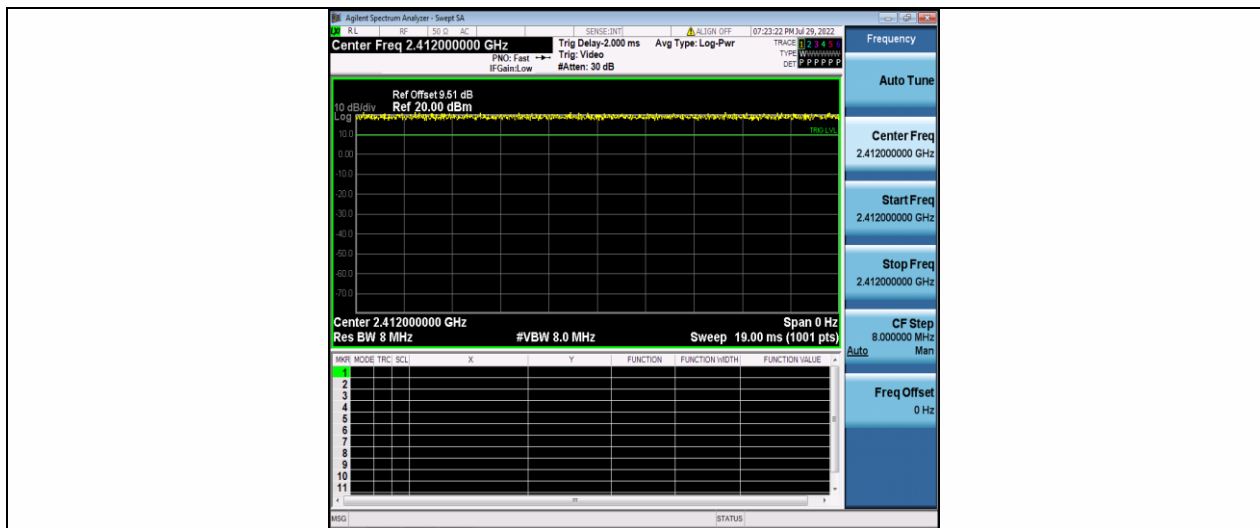 Agilent Spectrum Analyzer - Swept SA
RL RF 50 Ω AC SENSE:INT ALIGN OFF 07:23:22 PM Jul 29, 2022
Center Freq 2.412000000 GHz
PNO: Fast
IFGain:Low
Trig Delay-2.000 ms
Trig: Video
#Atten: 30 dB
Avg Type: Log-Pwr
TRACE 1 2 3 4 5 6
TYPE WWWWWW
DET P P P P P P
Ref Offset 9.51 dB
10 dB/div Ref 20.00 dBm
Log
10.0
TRIG LVL
0.00
-10.0
-20.0
-30.0
-40.0
-50.0
-60.0
-70.0
Center 2.412000000 GHz Span 0 Hz
Res BW 8 MHz #VBW 8.0 MHz Sweep 19.00 ms (1001 pts)
MKR MODE TRC SCL X Y FUNCTION FUNCTION WIDTH FUNCTION VALUE
1
2
3
4
5
6
7
8
9
10
11
MSG STATUS
Frequency
Auto Tune
Center Freq
2.412000000 GHz
Start Freq
2.412000000 GHz
Stop Freq
2.412000000 GHz
CF Step
8.000000 MHz
Auto Man
Freq Offset
0 Hz